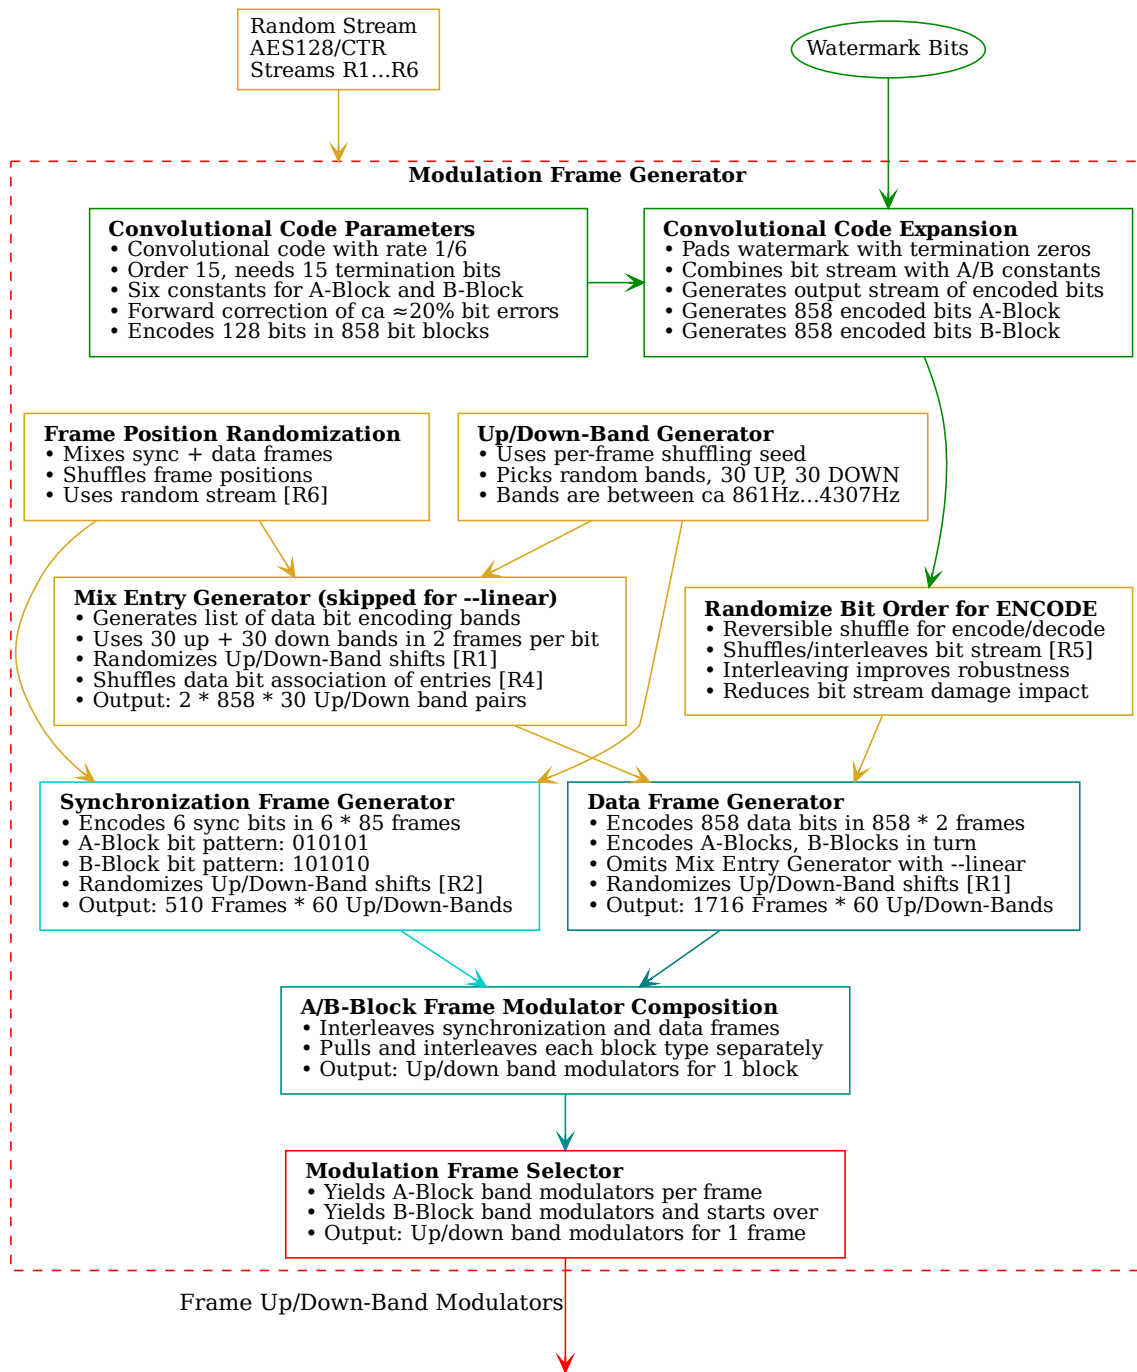 Random Stream
AES128/CTR
Streams R1...R6
Watermark Bits
Modulation Frame Generator
Convolutional Code Parameters
• Convolutional code with rate 1/6
• Order 15, needs 15 termination bits
• Six constants for A-Block and B-Block
• Forward correction of ca ≈20% bit errors
• Encodes 128 bits in 858 bit blocks
Convolutional Code Expansion
• Pads watermark with termination zeros
• Combines bit stream with A/B constants
• Generates output stream of encoded bits
• Generates 858 encoded bits A-Block
• Generates 858 encoded bits B-Block
Frame Position Randomization
• Mixes sync + data frames
• Shuffles frame positions
• Uses random stream [R6]
Up/Down-Band Generator
• Uses per-frame shuffling seed
• Picks random bands, 30 UP, 30 DOWN
• Bands are between ca 861Hz...4307Hz
Mix Entry Generator (skipped for --linear)
• Generates list of data bit encoding bands
• Uses 30 up + 30 down bands in 2 frames per bit
• Randomizes Up/Down-Band shifts [R1]
• Shuffles data bit association of entries [R4]
• Output: 2 * 858 * 30 Up/Down band pairs
Randomize Bit Order for ENCODE
• Reversible shuffle for encode/decode
• Shuffles/interleaves bit stream [R5]
• Interleaving improves robustness
• Reduces bit stream damage impact
Synchronization Frame Generator
• Encodes 6 sync bits in 6 * 85 frames
• A-Block bit pattern: 010101
• B-Block bit pattern: 101010
• Randomizes Up/Down-Band shifts [R2]
• Output: 510 Frames * 60 Up/Down-Bands
Data Frame Generator
• Encodes 858 data bits in 858 * 2 frames
• Encodes A-Blocks, B-Blocks in turn
• Omits Mix Entry Generator with --linear
• Randomizes Up/Down-Band shifts [R1]
• Output: 1716 Frames * 60 Up/Down-Bands
A/B-Block Frame Modulator Composition
• Interleaves synchronization and data frames
• Pulls and interleaves each block type separately
• Output: Up/down band modulators for 1 block
Modulation Frame Selector
• Yields A-Block band modulators per frame
• Yields B-Block band modulators and starts over
• Output: Up/down band modulators for 1 frame
Frame Up/Down-Band Modulators